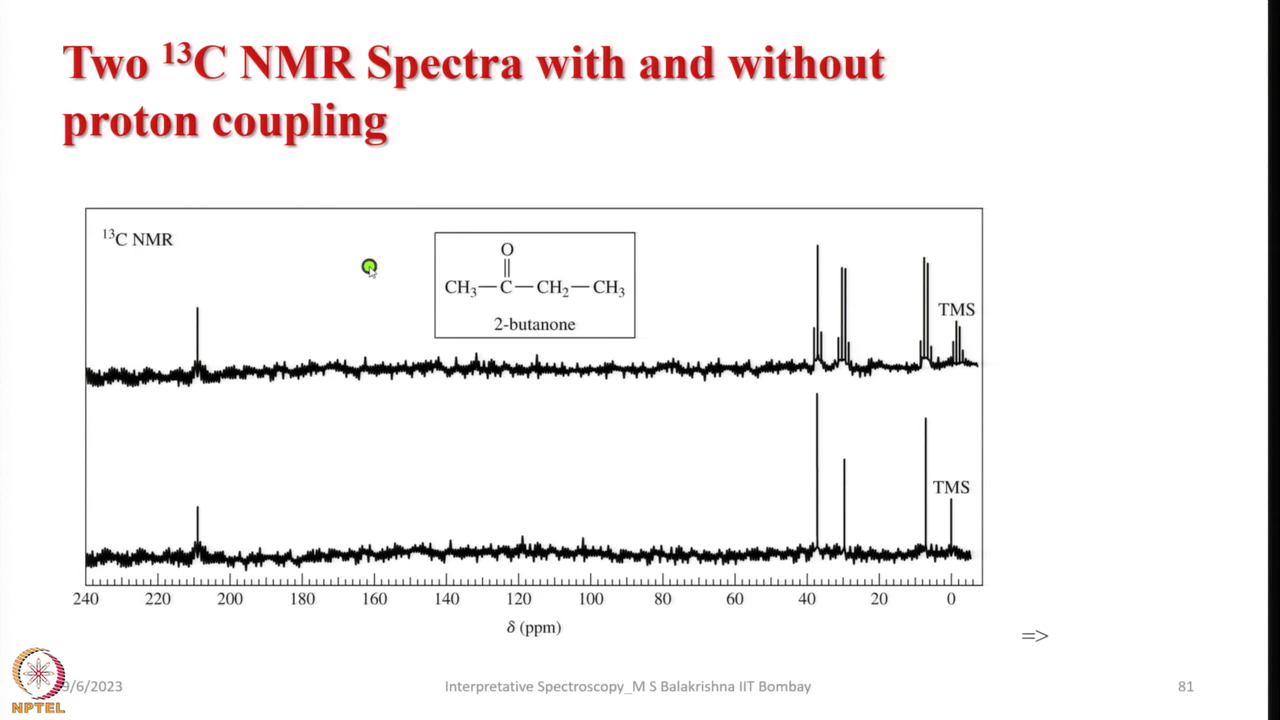 Two ¹³C NMR Spectra with and without
proton coupling
¹³C NMR
O
CH₃—C—CH₂—CH₃
2-butanone
TMS
TMS
240 220 200 180 160 140 120 100 80 60 40 20 0
δ (ppm)
=>
9/6/2023 Interpretative Spectroscopy_M S Balakrishna IIT Bombay 81
NPTEL